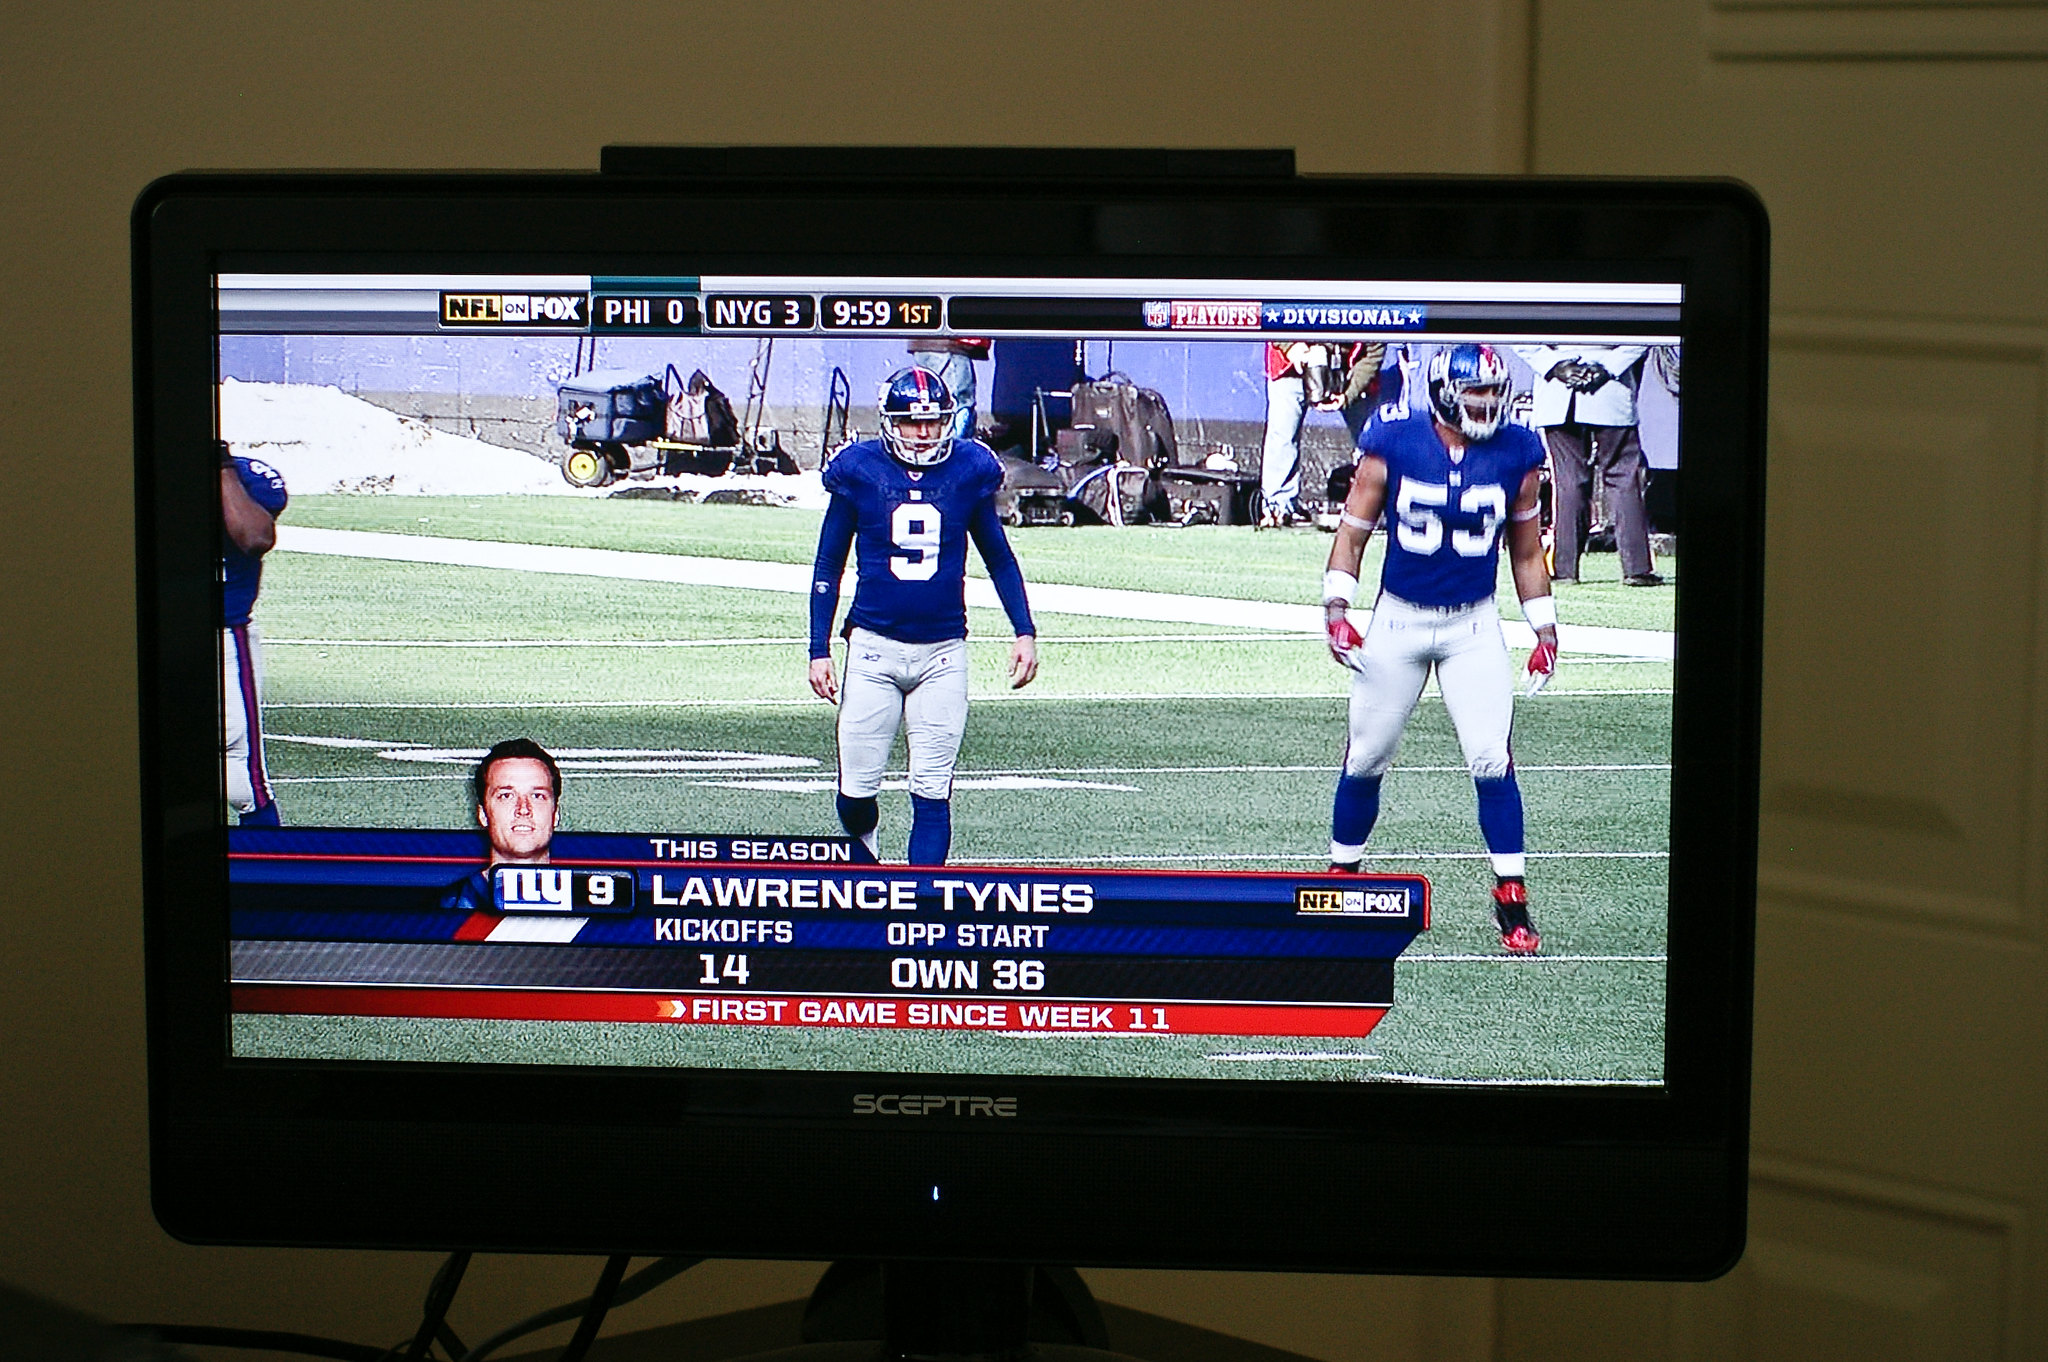 NFL ON FOX PHI 0 NYG 3 9:59 1ST NFL PLAYOFFS DIVISIONAL
9
53
THIS SEASON
ny 9 LAWRENCE TYNES NFL ON FOX
KICKOFFS OPP START
14 OWN 36
FIRST GAME SINCE WEEK 11
SCEPTRE